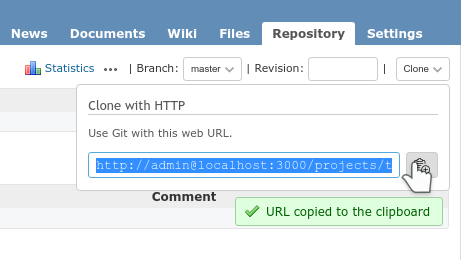 News Documents Wiki Files Repository Settings
Statistics ••• | Branch: master | Revision: | Clone
Clone with HTTP
Use Git with this web URL.
http://admin@localhost:3000/projects/t
Comment
URL copied to the clipboard